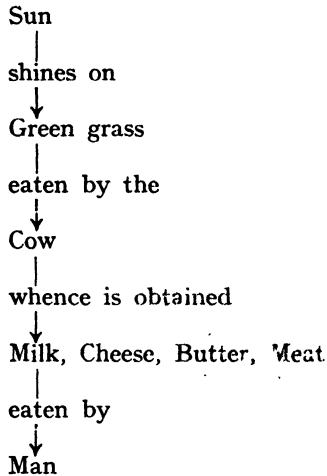 Sun
shines on
Green grass
eaten by the
Cow
whence is obtained
Milk, Cheese, Butter, Meat
eaten by
Man